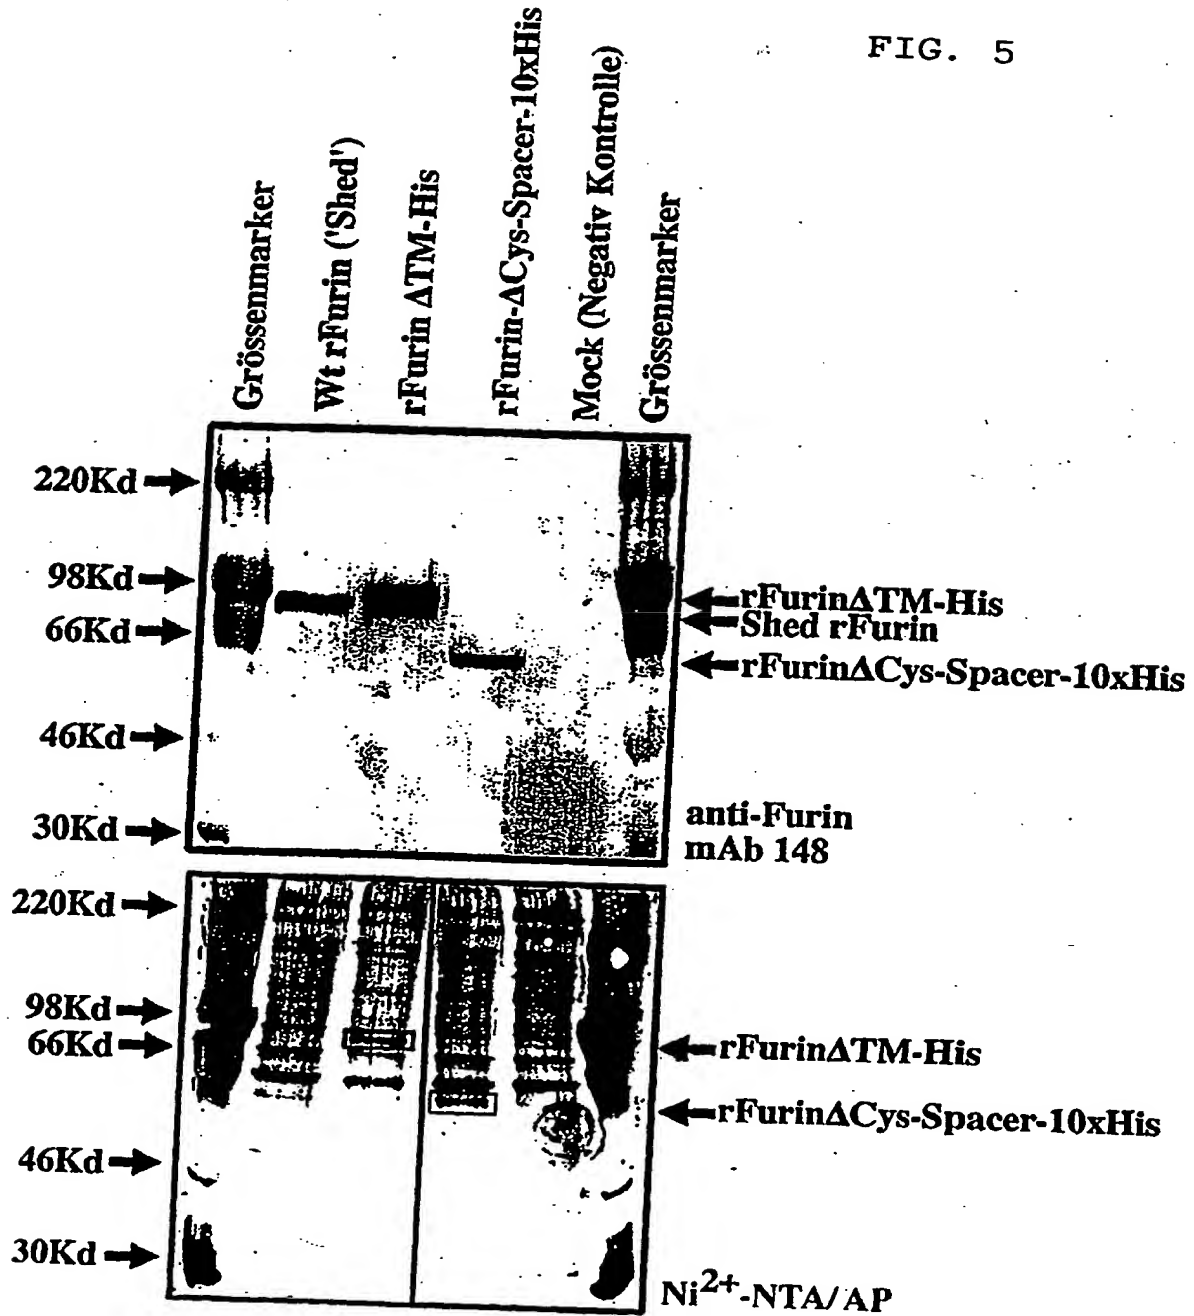 FIG. 5
Grössenmarker
Wt rFurin ('Shed')
rFurin ΔTM-His
rFurin-ΔCys-Spacer-10xHis
Mock (Negativ Kontrolle)
Grössenmarker
220Kd
98Kd
66Kd
46Kd
30Kd
rFurinΔTM-His
Shed rFurin
rFurinΔCys-Spacer-10xHis
anti-Furin
mAb 148
220Kd
98Kd
66Kd
46Kd
30Kd
rFurinΔTM-His
rFurinΔCys-Spacer-10xHis
Ni²⁺-NTA/AP